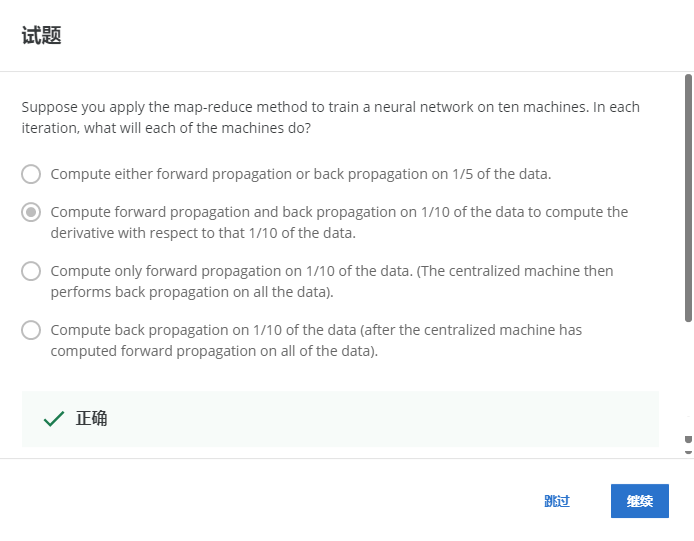 试题
Suppose you apply the map-reduce method to train a neural network on ten machines. In each
iteration, what will each of the machines do?
Compute either forward propagation or back propagation on 1/5 of the data.
Compute forward propagation and back propagation on 1/10 of the data to compute the
derivative with respect to that 1/10 of the data.
Compute only forward propagation on 1/10 of the data. (The centralized machine then
performs back propagation on all the data).
Compute back propagation on 1/10 of the data (after the centralized machine has
computed forward propagation on all of the data).
正确
跳过
继续